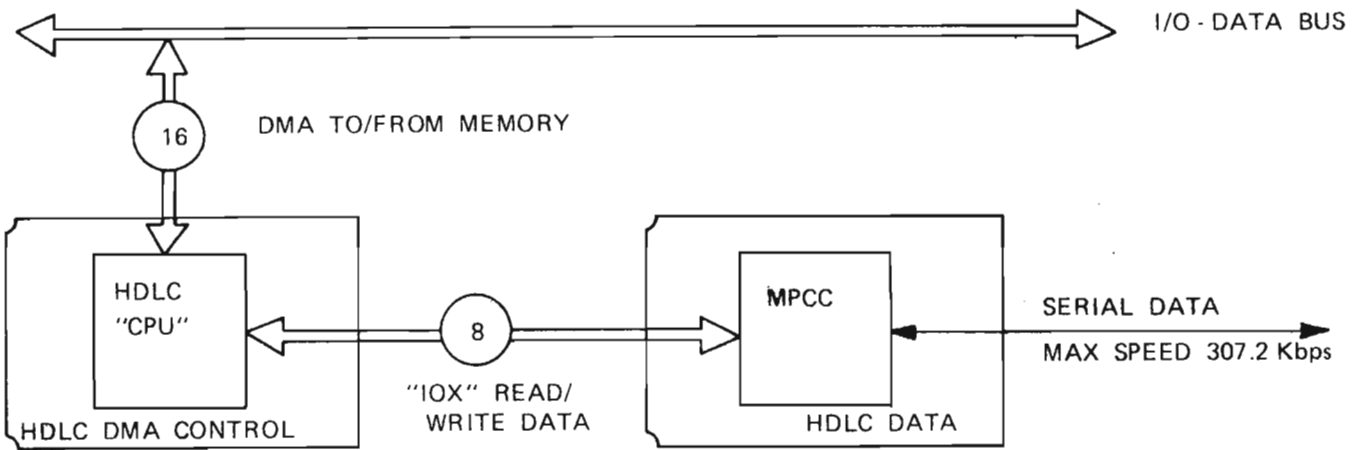 I/O - DATA BUS
16
DMA TO/FROM MEMORY
HDLC
"CPU"
8
"IOX" READ/
WRITE DATA
HDLC DMA CONTROL
MPCC
HDLC DATA
SERIAL DATA
MAX SPEED 307.2 Kbps